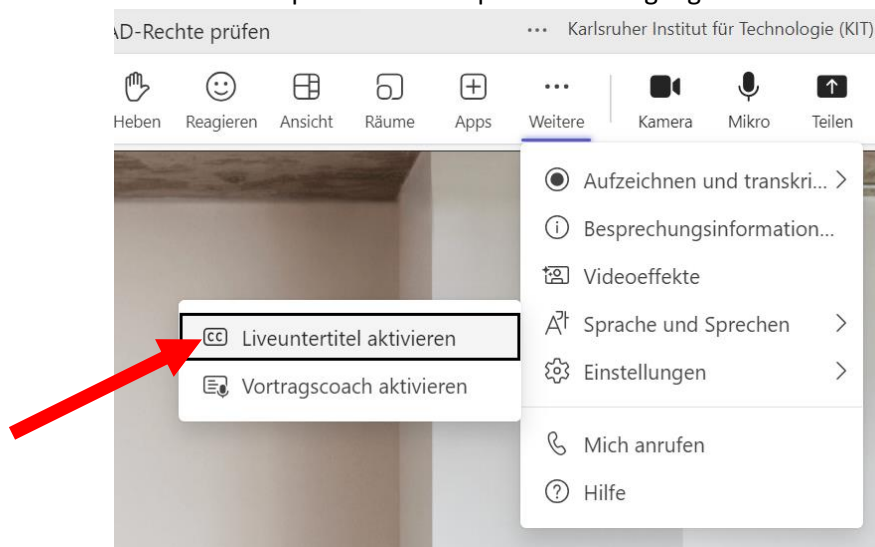 AD-Rechte prüfen ··· Karlsruher Institut für Technologie (KIT)
Heben Reagieren Ansicht Räume Apps Weitere Kamera Mikro Teilen
Aufzeichnen und transkri...
Besprechungsinformation...
Videoeffekte
Sprache und Sprechen
Einstellungen
Mich anrufen
Hilfe
CC Liveuntertitel aktivieren
Vortragscoach aktivieren